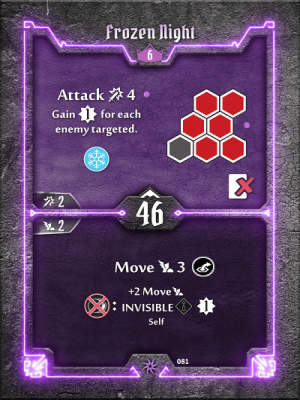 Frozen Night
6
Attack 4
Gain 1 for each
enemy targeted.
2
46
2
Move 3
+2 Move
: INVISIBLE 1
Self
081